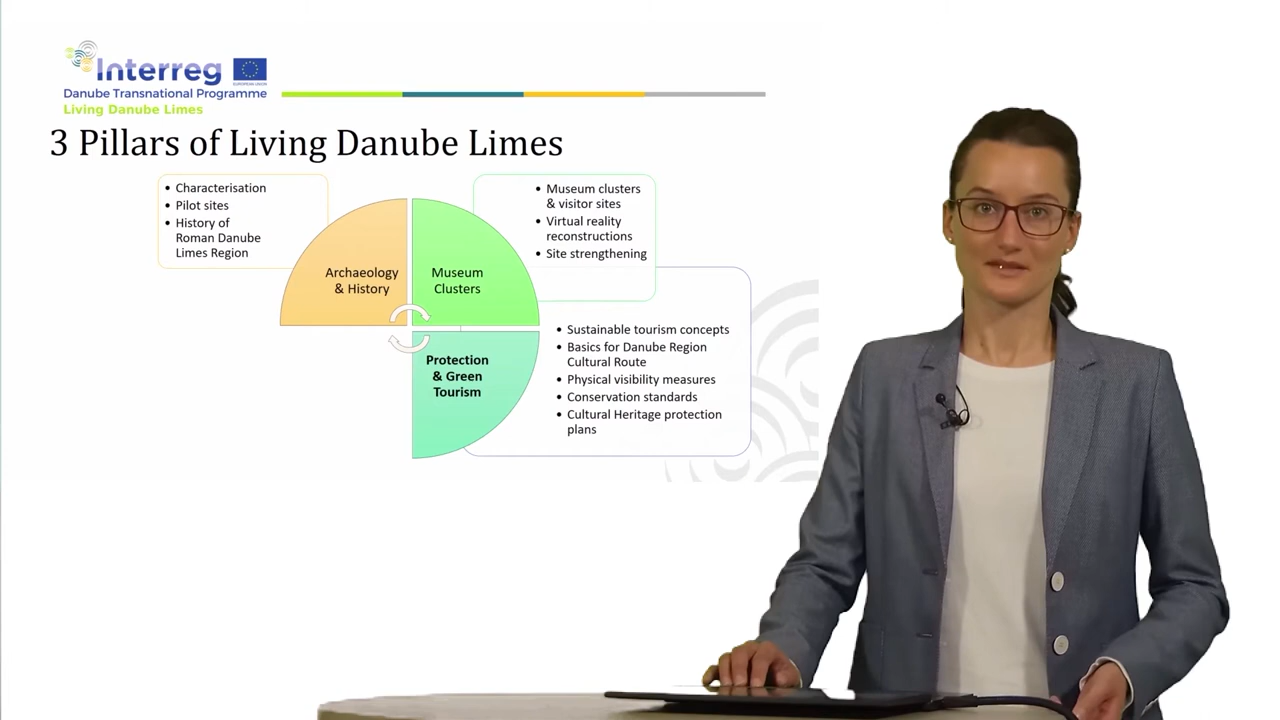 Interreg
EUROPEAN UNION
Danube Transnational Programme
Living Danube Limes
3 Pillars of Living Danube Limes
• Characterisation
• Pilot sites
• History of
Roman Danube
Limes Region
Archaeology
& History
• Museum clusters
& visitor sites
• Virtual reality
reconstructions
• Site strengthening
Museum
Clusters
Protection
& Green
Tourism
• Sustainable tourism concepts
• Basics for Danube Region
Cultural Route
• Physical visibility measures
• Conservation standards
• Cultural Heritage protection
plans